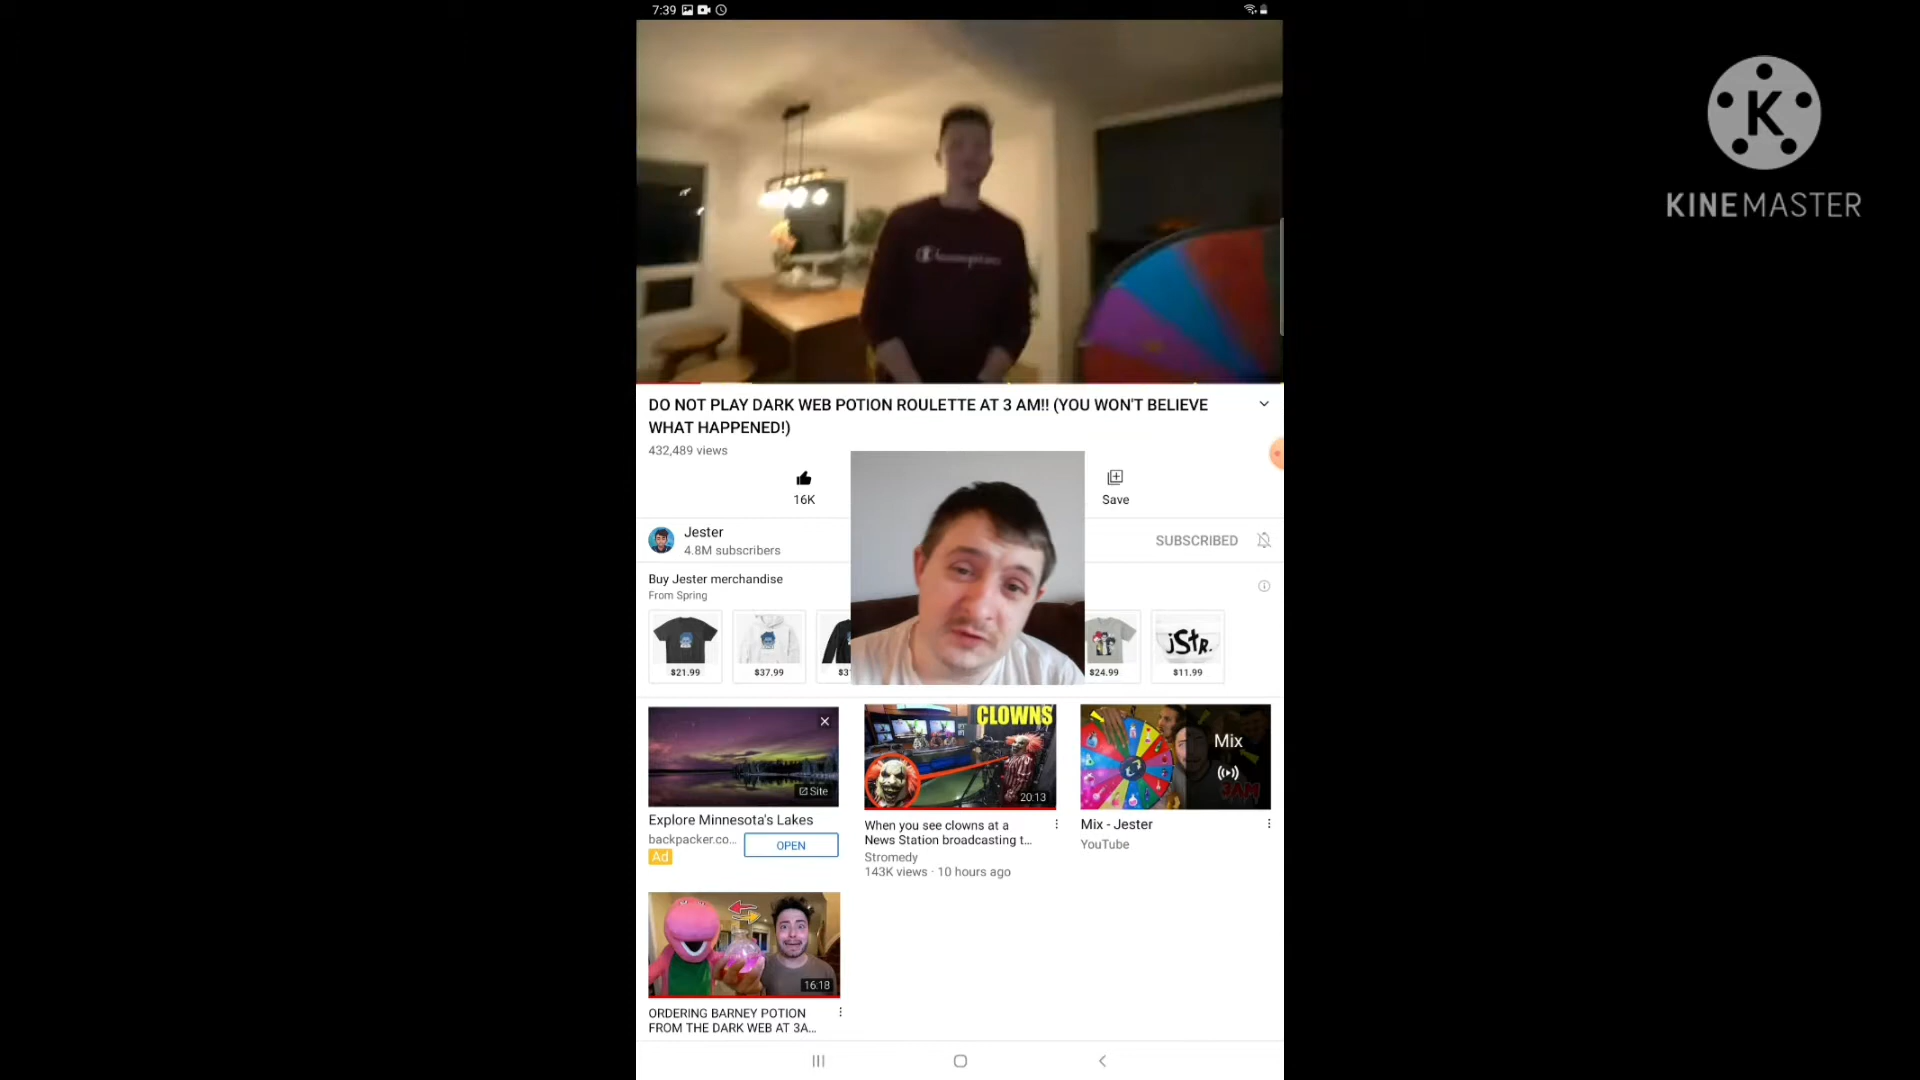 7:39
KINEMASTER
Champion
DO NOT PLAY DARK WEB POTION ROULETTE AT 3 AM!! (YOU WON'T BELIEVE
WHAT HAPPENED!)
432,489 views
16K
Save
Jester
4.8M subscribers
SUBSCRIBED
Buy Jester merchandise
From Spring
jStr.
$21.99
$37.99
$3
$24.99
$11.99
CLOWNS
Mix
Site
20:13
3AM
Explore Minnesota's Lakes
backpacker.co...
OPEN
Ad
When you see clowns at a
News Station broadcasting t...
Stromedy
143K views · 10 hours ago
Mix - Jester
YouTube
16:18
ORDERING BARNEY POTION
FROM THE DARK WEB AT 3A...